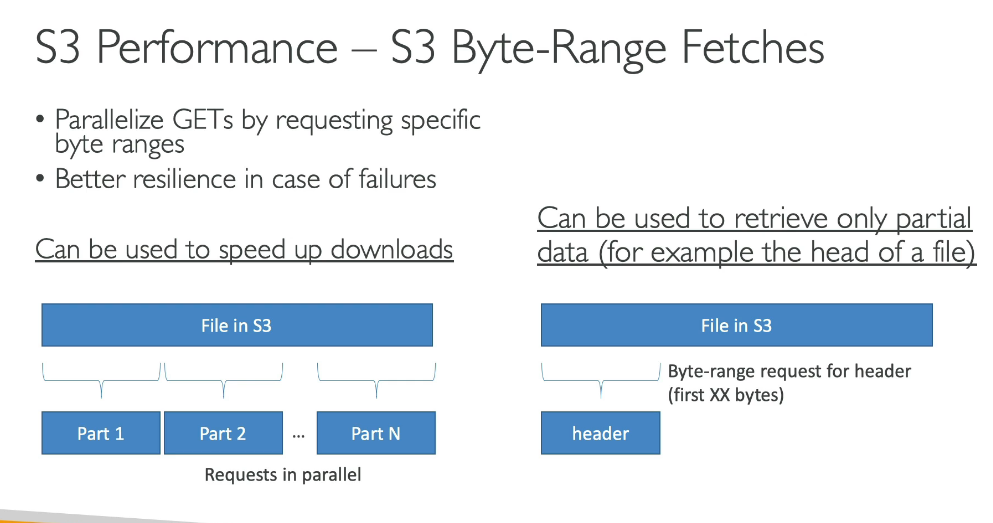 S3 Performance – S3 Byte-Range Fetches
• Parallelize GETs by requesting specific
byte ranges
• Better resilience in case of failures
Can be used to speed up downloads
File in S3
Part 1
Part 2
...
Part N
Requests in parallel
Can be used to retrieve only partial
data (for example the head of a file)
File in S3
Byte-range request for header
(first XX bytes)
header